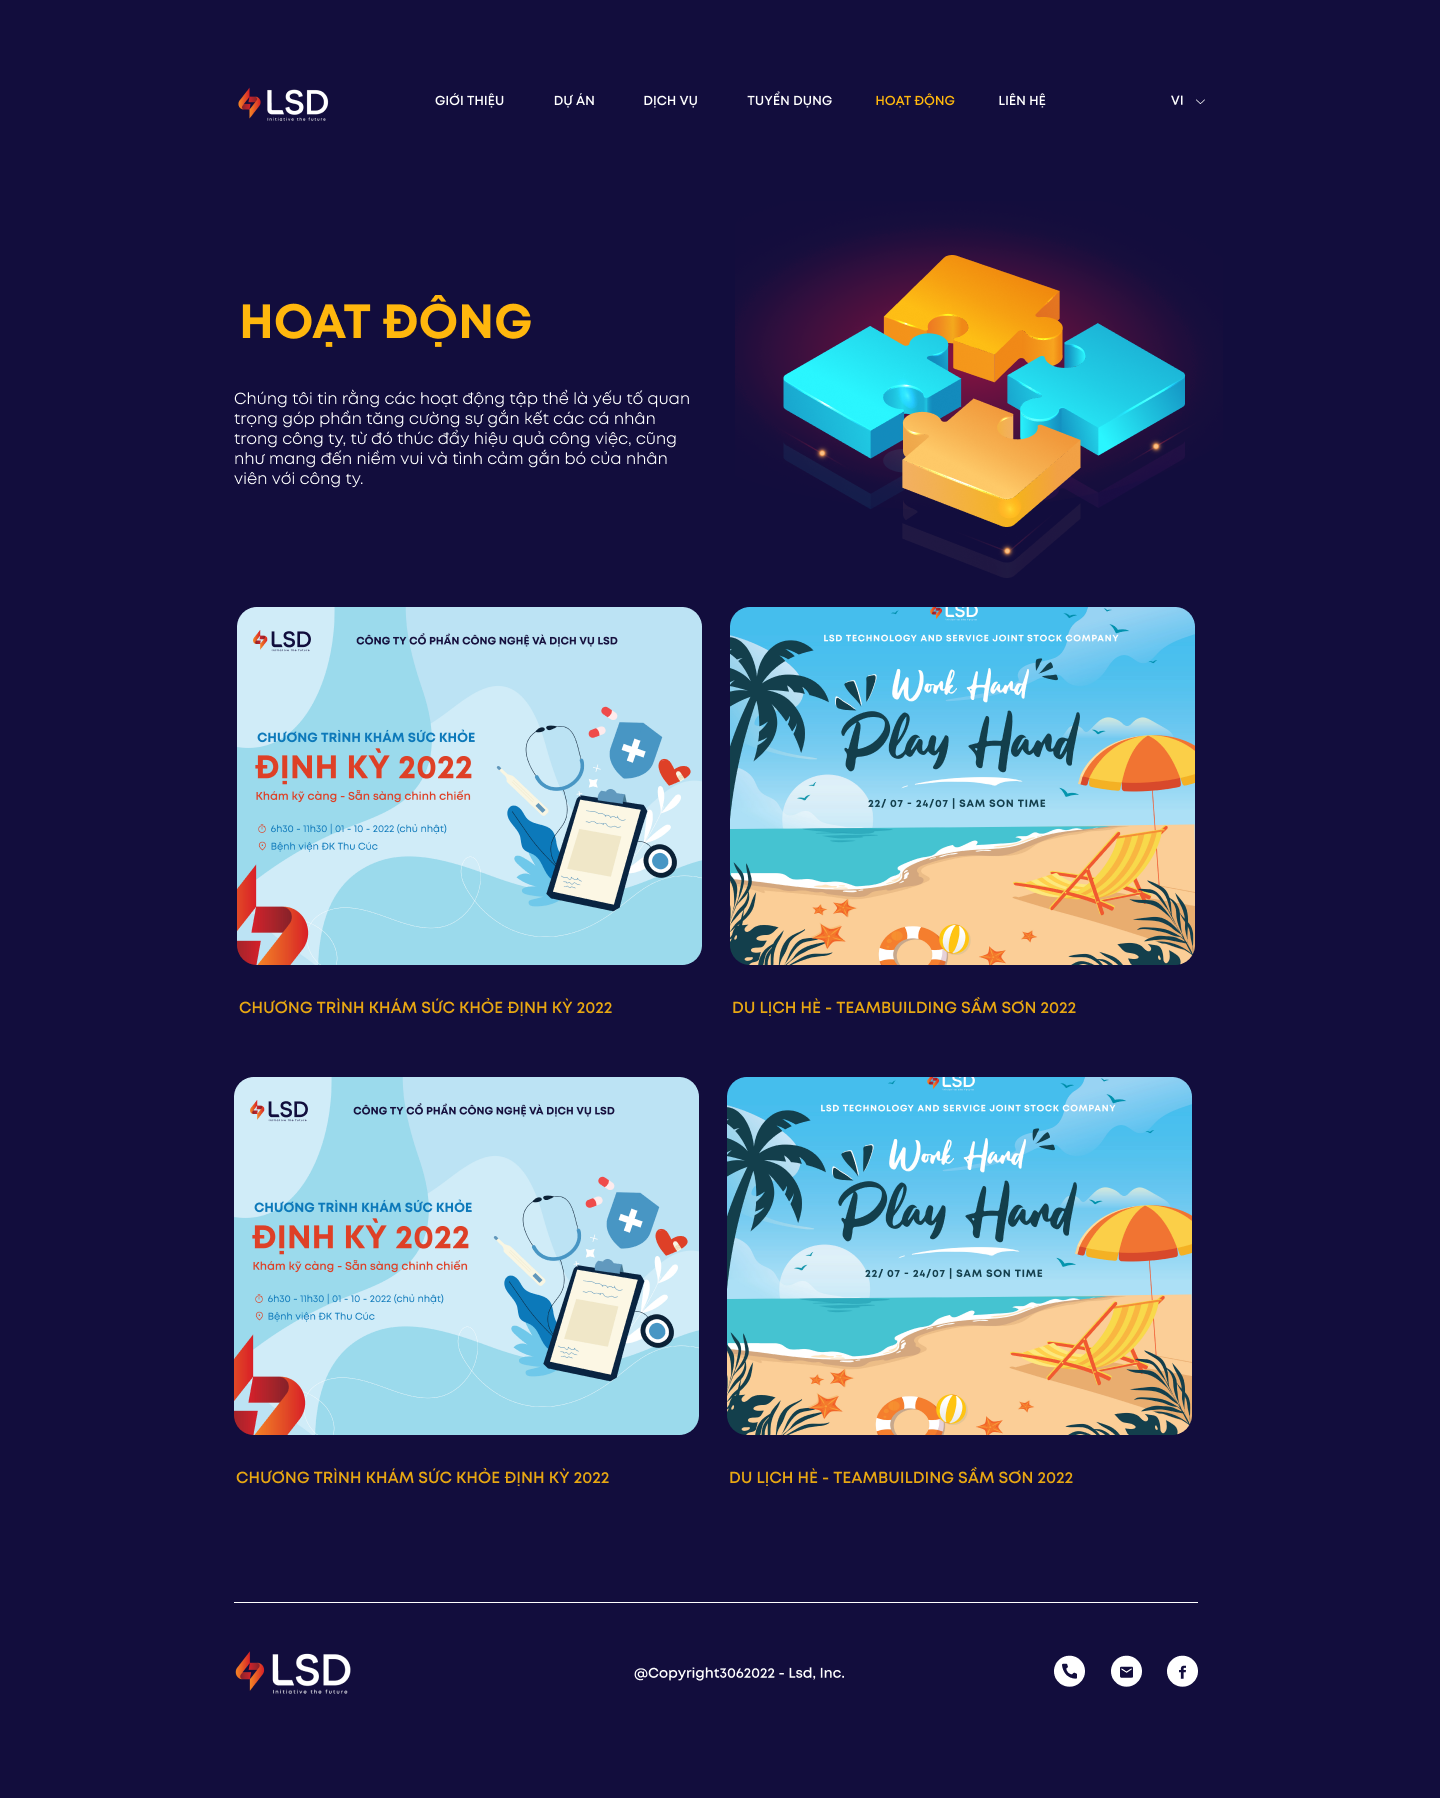 LSD
Initiative the future
GIỚI THIỆU
DỰ ÁN
DỊCH VỤ
TUYỂN DỤNG
HOẠT ĐỘNG
LIÊN HỆ
VI
HOẠT ĐỘNG
Chúng tôi tin rằng các hoạt động tập thể là yếu tố quan
trọng góp phần tăng cường sự gắn kết các cá nhân
trong công ty, từ đó thúc đẩy hiệu quả công việc, cũng
như mang đến niềm vui và tình cảm gắn bó của nhân
viên với công ty.
LSD
Initiative the future
CÔNG TY CỔ PHẦN CÔNG NGHỆ VÀ DỊCH VỤ LSD
CHƯƠNG TRÌNH KHÁM SỨC KHỎE
ĐỊNH KỲ 2022
Khám kỹ càng - Sẵn sàng chinh chiến
6h30 - 11h30 | 01 - 10 - 2022 (chủ nhật)
Bệnh viện ĐK Thu Cúc
LSD
LSD TECHNOLOGY AND SERVICE JOINT STOCK COMPANY
Work Hard
Play Hard
22/ 07 - 24/07 | SAM SON TIME
CHƯƠNG TRÌNH KHÁM SỨC KHỎE ĐỊNH KỲ 2022
DU LỊCH HÈ - TEAMBUILDING SẦM SƠN 2022
LSD
Initiative the future
CÔNG TY CỔ PHẦN CÔNG NGHỆ VÀ DỊCH VỤ LSD
CHƯƠNG TRÌNH KHÁM SỨC KHỎE
ĐỊNH KỲ 2022
Khám kỹ càng - Sẵn sàng chinh chiến
6h30 - 11h30 | 01 - 10 - 2022 (chủ nhật)
Bệnh viện ĐK Thu Cúc
LSD
LSD TECHNOLOGY AND SERVICE JOINT STOCK COMPANY
Work Hard
Play Hard
22/ 07 - 24/07 | SAM SON TIME
CHƯƠNG TRÌNH KHÁM SỨC KHỎE ĐỊNH KỲ 2022
DU LỊCH HÈ - TEAMBUILDING SẦM SƠN 2022
LSD
Initiative the future
@Copyright3062022 - Lsd, Inc.